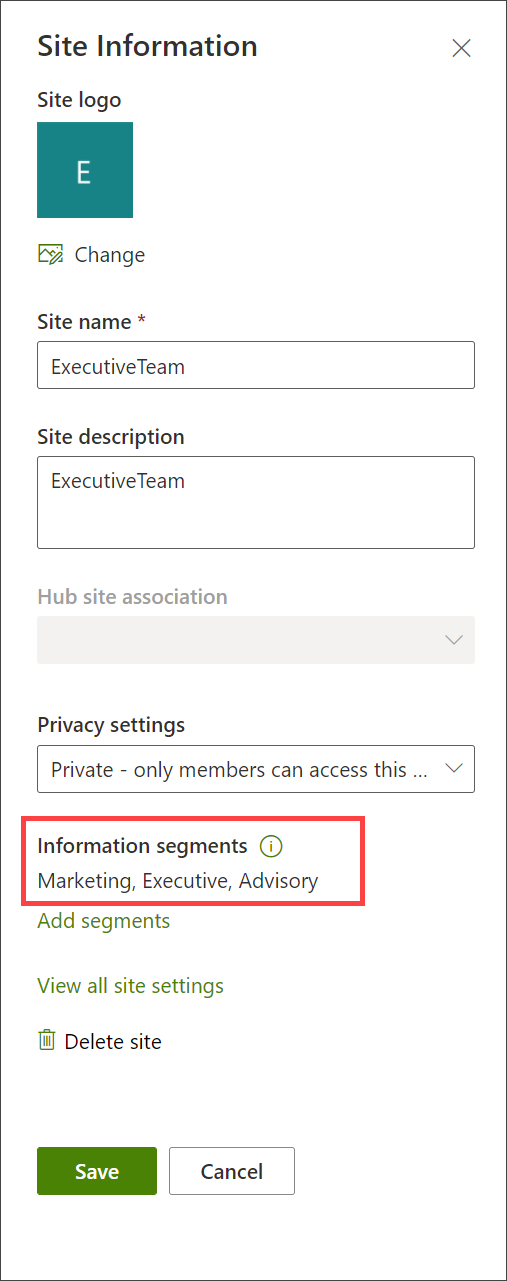 Site Information
Site logo
E
Change
Site name *
ExecutiveTeam
Site description
ExecutiveTeam
Hub site association
Privacy settings
Private - only members can access this ...
Information segments
Marketing, Executive, Advisory
Add segments
View all site settings
Delete site
Save Cancel